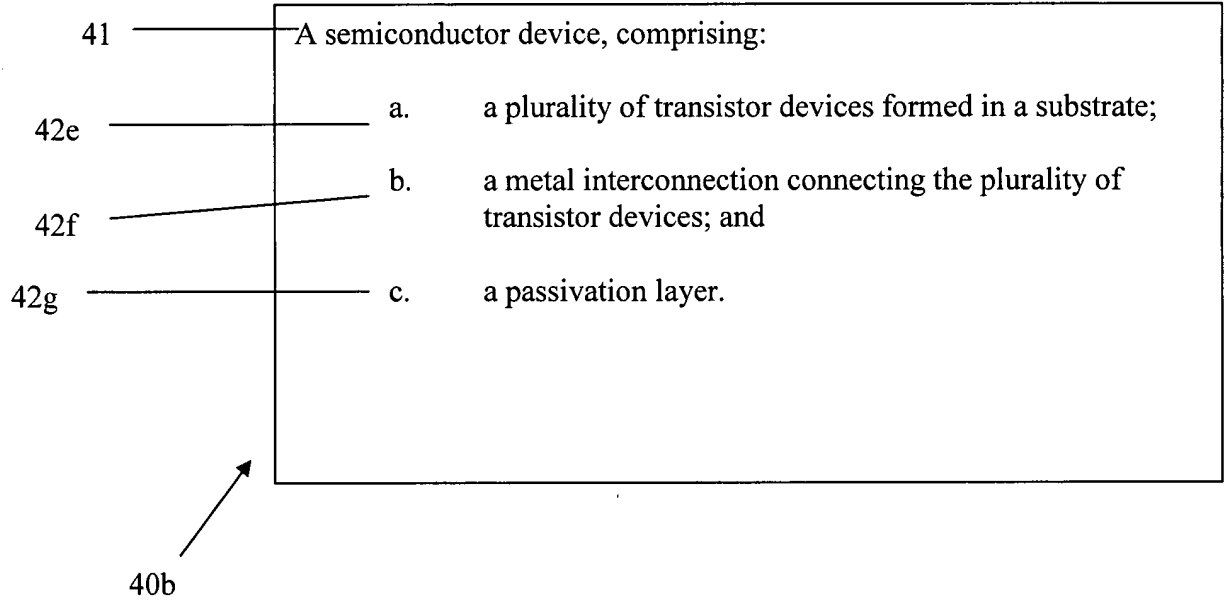 41 A semiconductor device, comprising:
42e a. a plurality of transistor devices formed in a substrate;
42f b. a metal interconnection connecting the plurality of
transistor devices; and
42g c. a passivation layer.
40b